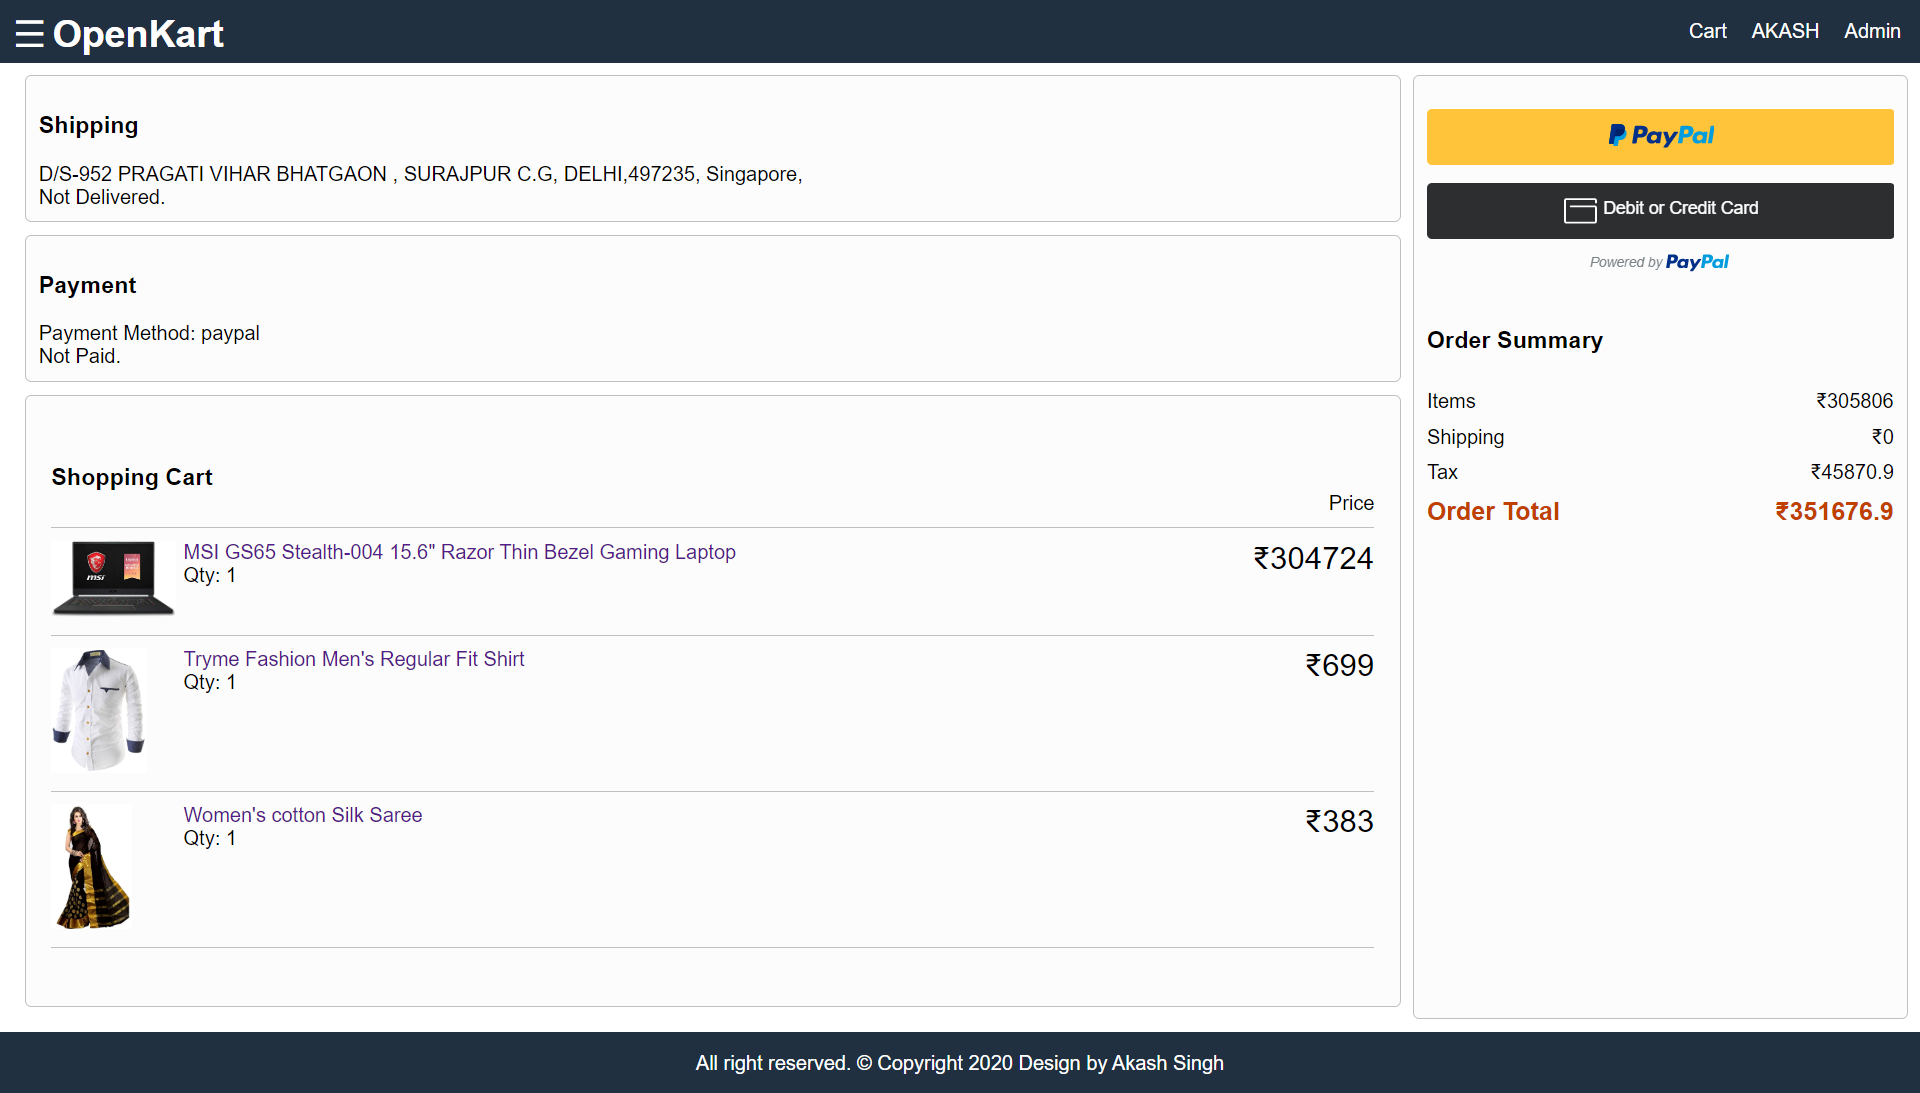 ☰ OpenKart
Cart AKASH Admin
Shipping
D/S-952 PRAGATI VIHAR BHATGAON , SURAJPUR C.G, DELHI,497235, Singapore,
Not Delivered.
Payment
Payment Method: paypal
Not Paid.
Shopping Cart
Price
msi
MSI GS65 Stealth-004 15.6" Razor Thin Bezel Gaming Laptop
Qty: 1
₹304724
Tryme Fashion Men's Regular Fit Shirt
Qty: 1
₹699
Women's cotton Silk Saree
Qty: 1
₹383
PayPal
Debit or Credit Card
Powered by PayPal
Order Summary
Items ₹305806
Shipping ₹0
Tax ₹45870.9
Order Total ₹351676.9
All right reserved. © Copyright 2020 Design by Akash Singh